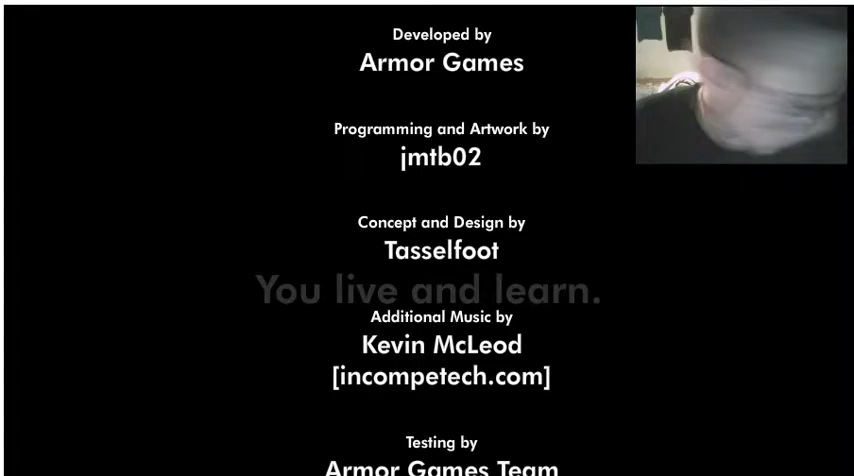 Developed by
Armor Games
Programming and Artwork by
jmtb02
Concept and Design by
Tasselfoot
You live and learn.
Additional Music by
Kevin McLeod
[incompetech.com]
Testing by
Armor Games Team